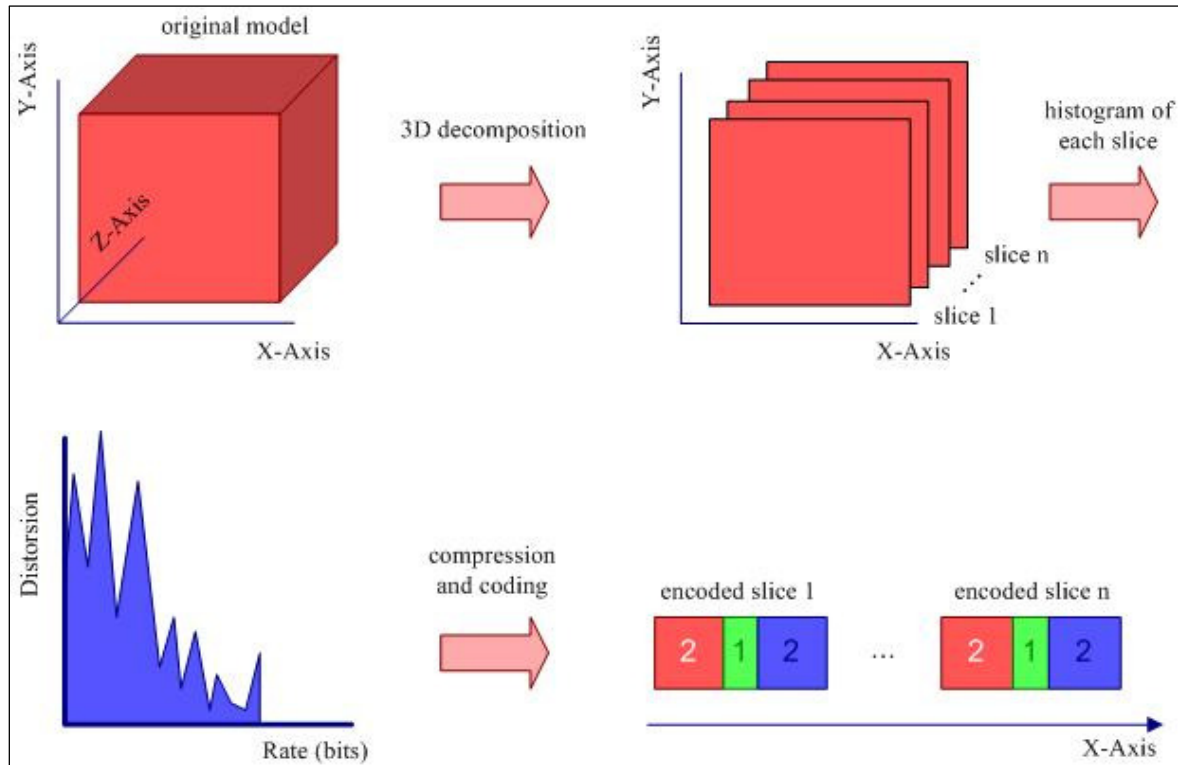 original model
Y-Axis
Z-Axis
X-Axis
3D decomposition
Y-Axis
slice n
slice 1
X-Axis
histogram of
each slice
Distorsion
Rate (bits)
compression
and coding
encoded slice 1
2 1 2
...
encoded slice n
2 1 2
X-Axis